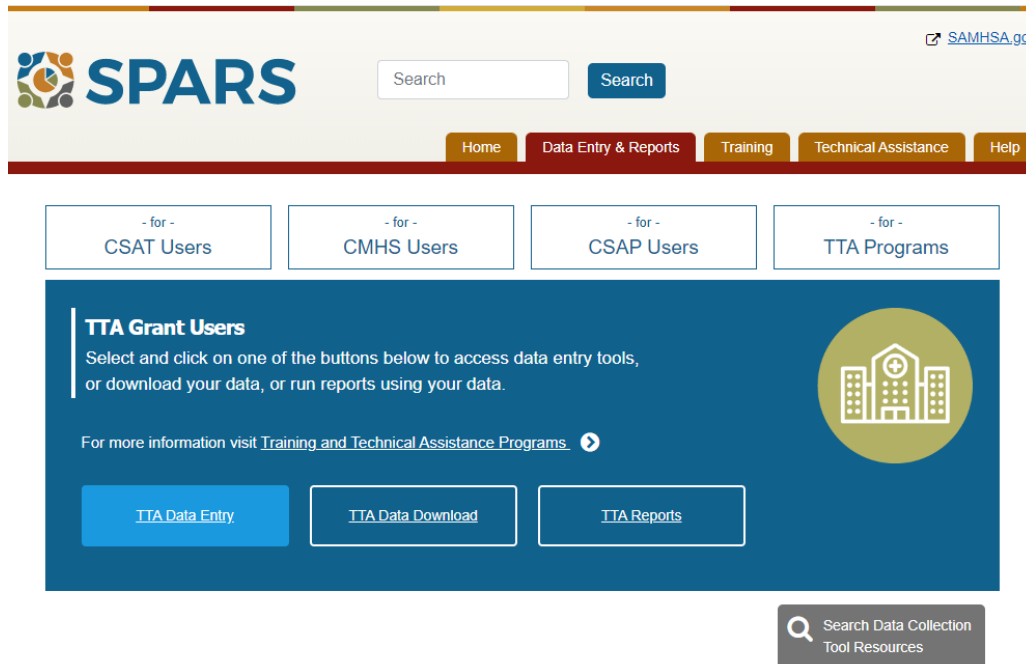 SAMHSA.go
SPARS
Search
Search
Home
Data Entry & Reports
Training
Technical Assistance
Help
- for -
CSAT Users
- for -
CMHS Users
- for -
CSAP Users
- for -
TTA Programs
TTA Grant Users
Select and click on one of the buttons below to access data entry tools,
or download your data, or run reports using your data.
For more information visit Training and Technical Assistance Programs
TTA Data Entry
TTA Data Download
TTA Reports
Search Data Collection
Tool Resources